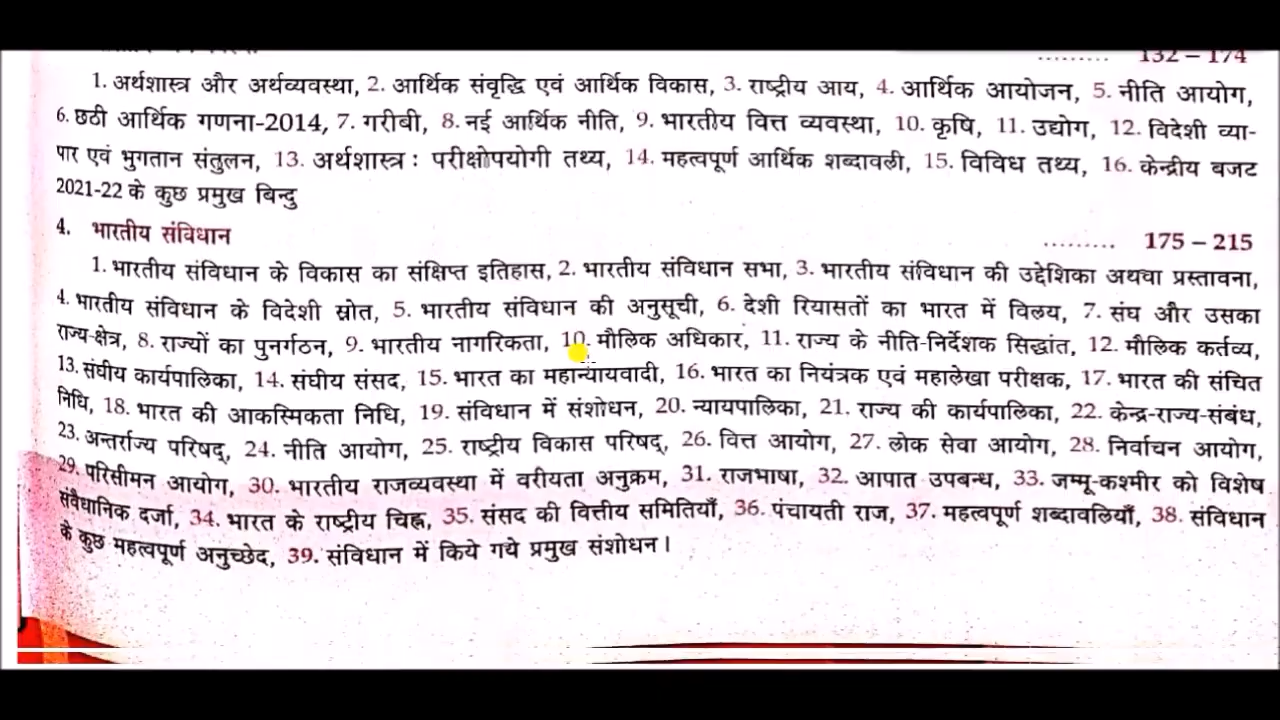 132 – 174
1. अर्थशास्त्र और अर्थव्यवस्था, 2. आर्थिक संवृद्धि एवं आर्थिक विकास, 3. राष्ट्रीय आय, 4. आर्थिक आयोजन, 5. नीति आयोग,
6. छठी आर्थिक गणना-2014, 7. गरीबी, 8. नई आर्थिक नीति, 9. भारतीय वित्त व्यवस्था, 10. कृषि, 11. उद्योग, 12. विदेशी व्या-
पार एवं भुगतान संतुलन, 13. अर्थशास्त्र : परीक्षोपयोगी तथ्य, 14. महत्वपूर्ण आर्थिक शब्दावली, 15. विविध तथ्य, 16. केन्द्रीय बजट
2021-22 के कुछ प्रमुख बिन्दु
4. भारतीय संविधान ......... 175 – 215
1. भारतीय संविधान के विकास का संक्षिप्त इतिहास, 2. भारतीय संविधान सभा, 3. भारतीय संविधान की उद्देशिका अथवा प्रस्तावना,
4. भारतीय संविधान के विदेशी स्रोत, 5. भारतीय संविधान की अनुसूची, 6. देशी रियासतों का भारत में विलय, 7. संघ और उसका
राज्य-क्षेत्र, 8. राज्यों का पुनर्गठन, 9. भारतीय नागरिकता, 10. मौलिक अधिकार, 11. राज्य के नीति-निर्देशक सिद्धांत, 12. मौलिक कर्तव्य,
13. संघीय कार्यपालिका, 14. संघीय संसद, 15. भारत का महान्यायवादी, 16. भारत का नियंत्रक एवं महालेखा परीक्षक, 17. भारत की संचित
निधि, 18. भारत की आकस्मिकता निधि, 19. संविधान में संशोधन, 20. न्यायपालिका, 21. राज्य की कार्यपालिका, 22. केन्द्र-राज्य-संबंध,
23. अन्तर्राज्य परिषद्, 24. नीति आयोग, 25. राष्ट्रीय विकास परिषद्, 26. वित्त आयोग, 27. लोक सेवा आयोग, 28. निर्वाचन आयोग,
29. परिसीमन आयोग, 30. भारतीय राजव्यवस्था में वरीयता अनुक्रम, 31. राजभाषा, 32. आपात उपबन्ध, 33. जम्मू-कश्मीर को विशेष
संवैधानिक दर्जा, 34. भारत के राष्ट्रीय चिह्न, 35. संसद की वित्तीय समितियाँ, 36. पंचायती राज, 37. महत्वपूर्ण शब्दावलियाँ, 38. संविधान
के कुछ महत्वपूर्ण अनुच्छेद, 39. संविधान में किये गये प्रमुख संशोधन।